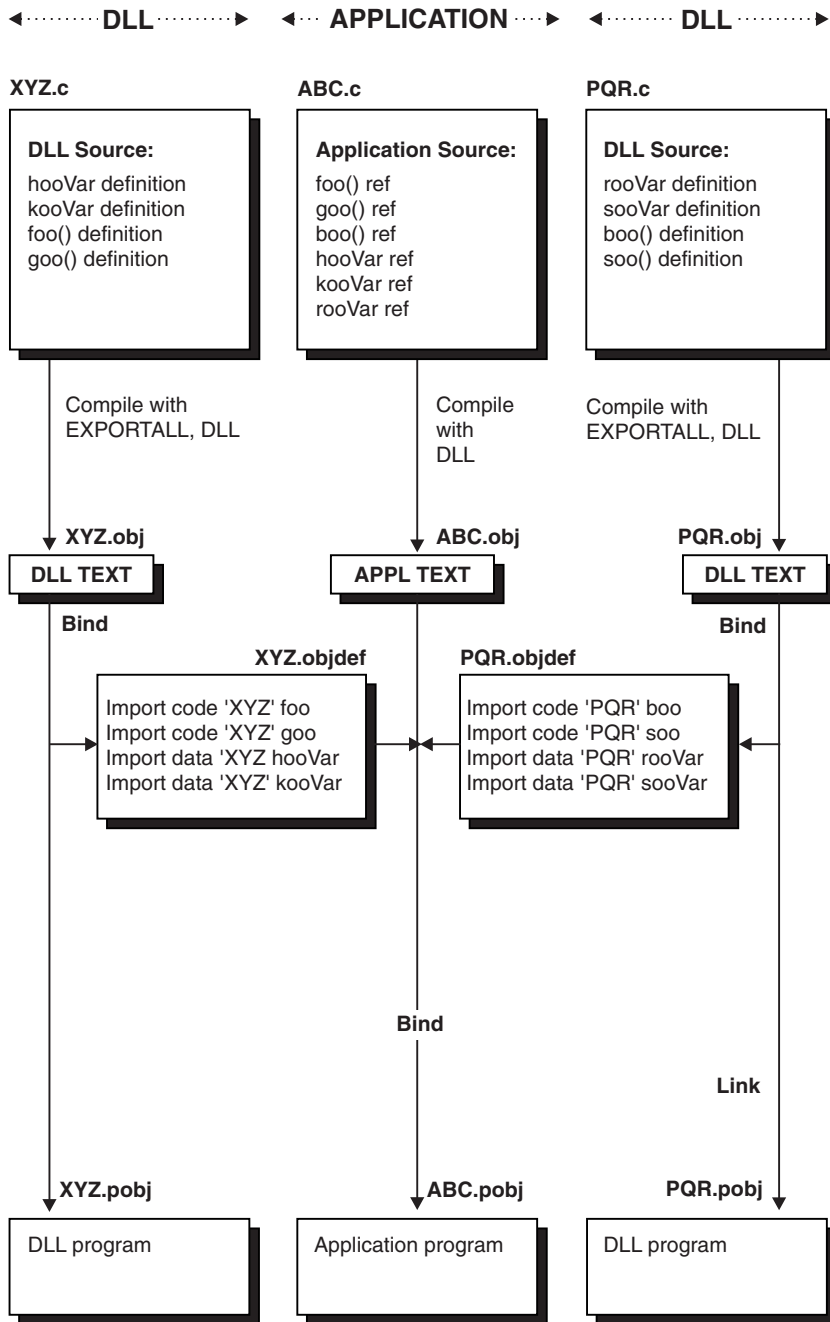 DLL APPLICATION DLL
XYZ.c
DLL Source:
hooVar definition
kooVar definition
foo() definition
goo() definition
Compile with
EXPORTALL, DLL
XYZ.obj
DLL TEXT
Bind
ABC.c
Application Source:
foo() ref
goo() ref
boo() ref
hooVar ref
kooVar ref
rooVar ref
Compile
with
DLL
ABC.obj
APPL TEXT
PQR.c
DLL Source:
rooVar definition
sooVar definition
boo() definition
soo() definition
Compile with
EXPORTALL, DLL
PQR.obj
DLL TEXT
Bind
XYZ.objdef
Import code 'XYZ' foo
Import code 'XYZ' goo
Import data 'XYZ hooVar
Import data 'XYZ' kooVar
PQR.objdef
Import code 'PQR' boo
Import code 'PQR' soo
Import data 'PQR' rooVar
Import data 'PQR' sooVar
Bind
Link
XYZ.pobj
DLL program
ABC.pobj
Application program
PQR.pobj
DLL program